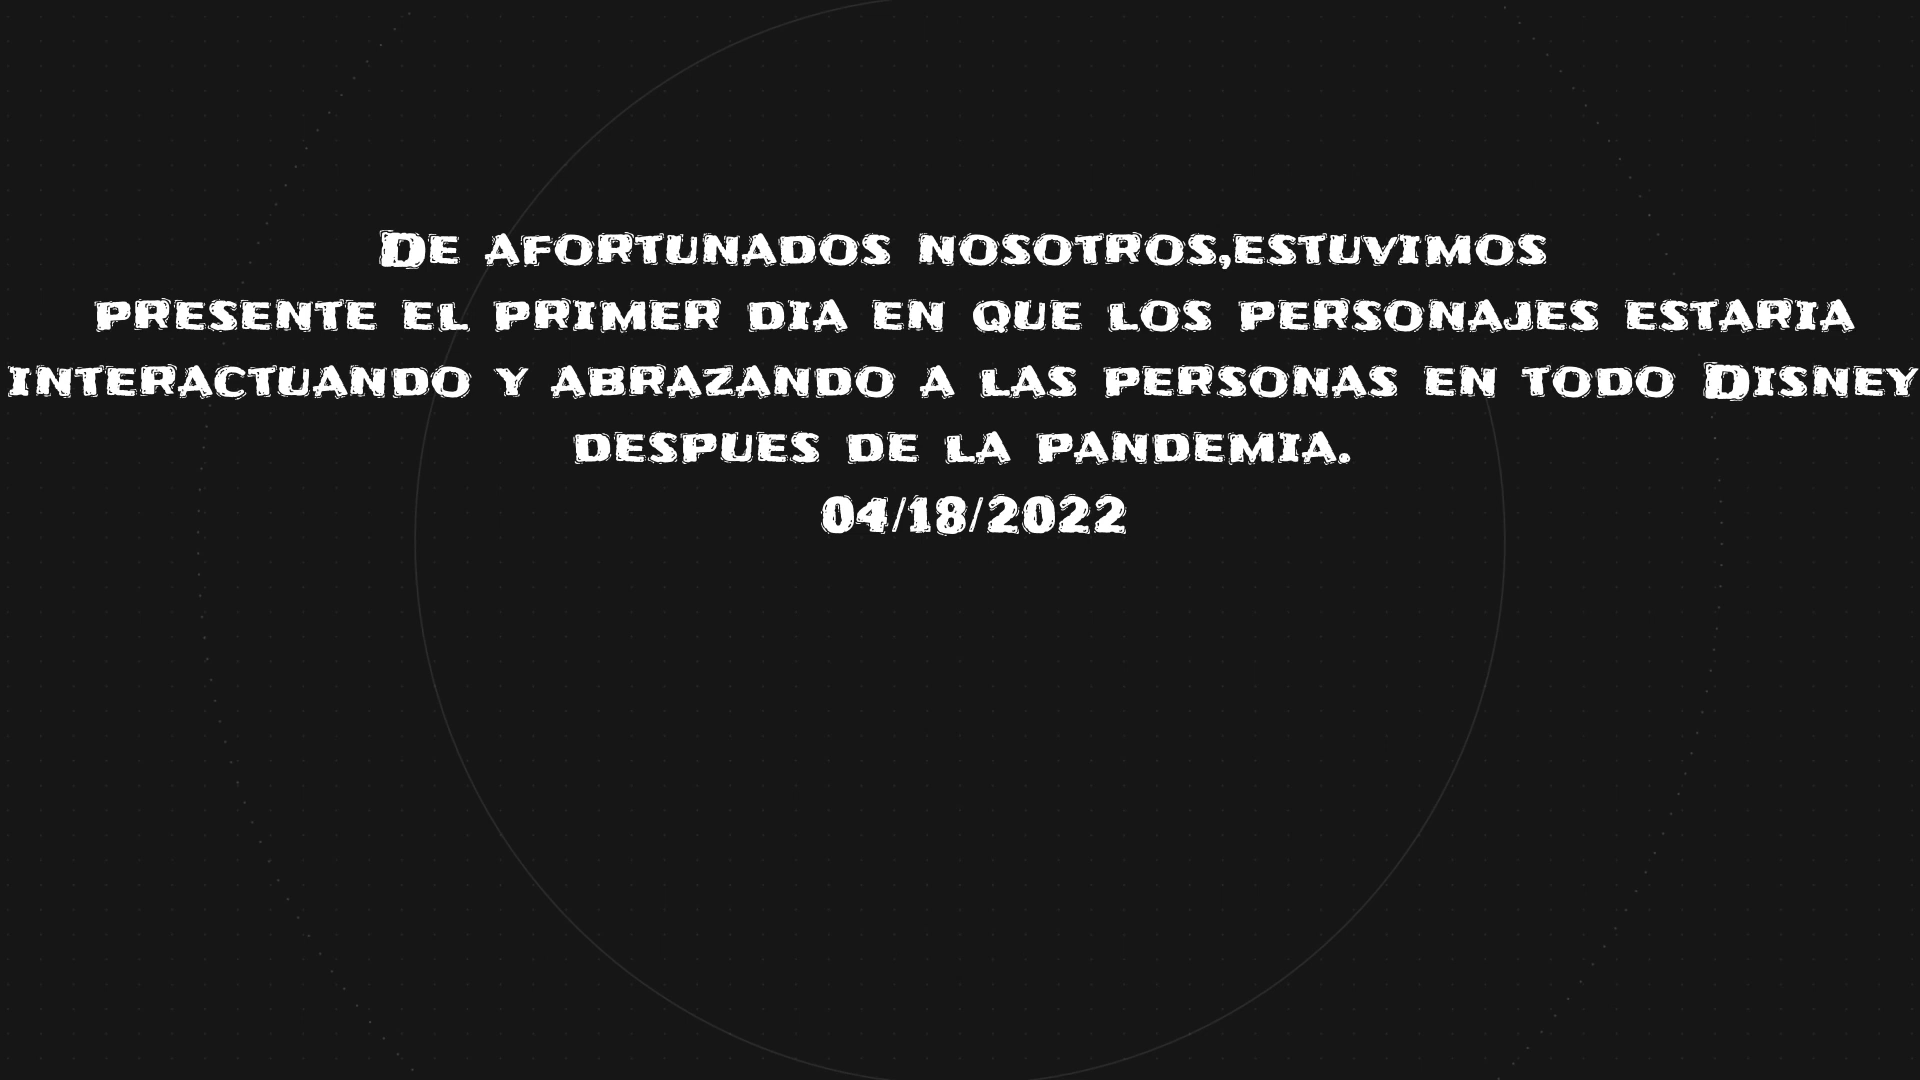 De afortunados nosotros,estuvimos
presente el primer dia en que los personajes estaria
interactuando y abrazando a las personas en todo Disney
despues de la pandemia.
04/18/2022